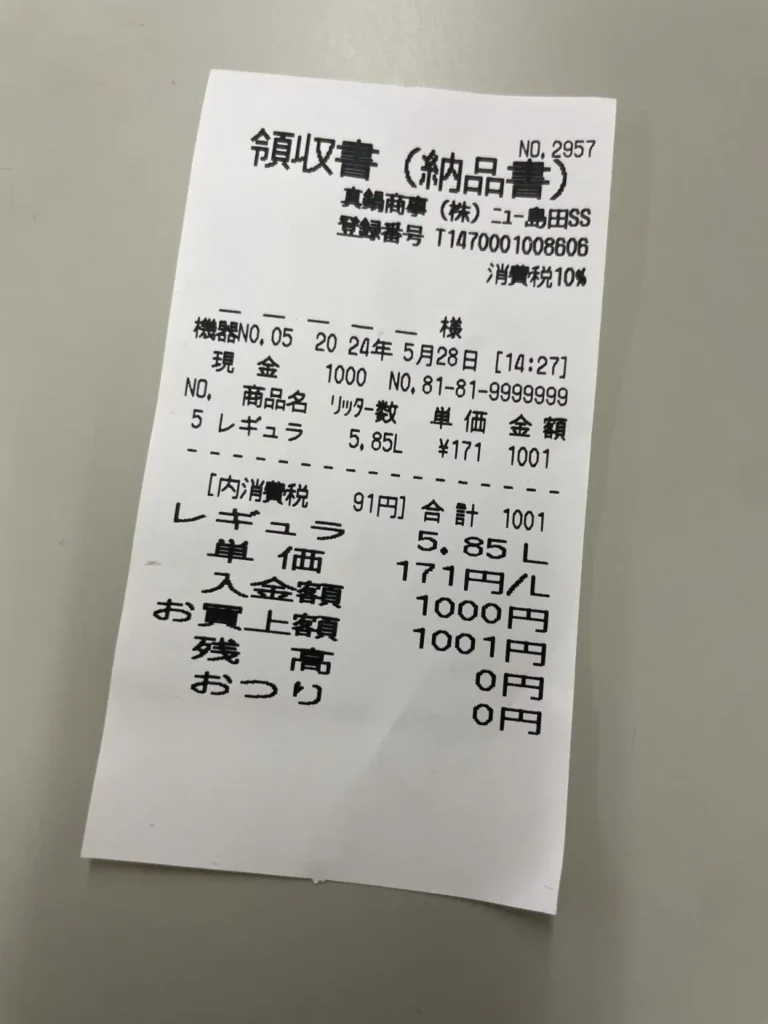 NO.2957
領収書(納品書)
真鍋商事(株)ニュー島田SS
登録番号 T1470001008606
消費税10%
_ _ _ _ _ 様
機器NO.05 2024年 5月28日 [14:27]
現金 1000 NO.81-81-9999999
NO. 商品名 リッター数 単価 金額
5 レギュラ 5.85L ¥171 1001
[内消費税 91円] 合計 1001
レギュラ 5.85L
単価 171円/L
入金額 1000円
お買上額 1001円
残高 0円
おつり 0円